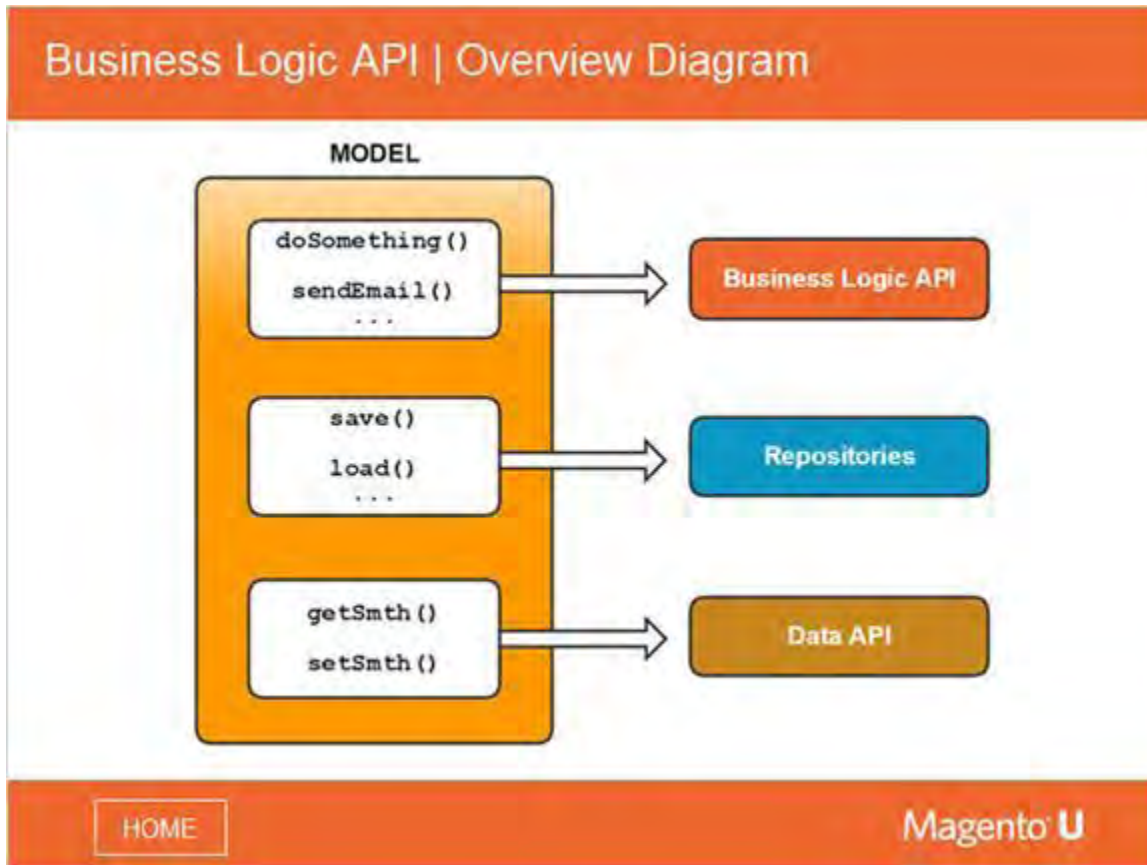 Business Logic API | Overview Diagram
MODEL
doSomething()
sendEmail()
...
Business Logic API
save()
load()
...
Repositories
getSmth()
setSmth()
Data API
HOME
Magento U